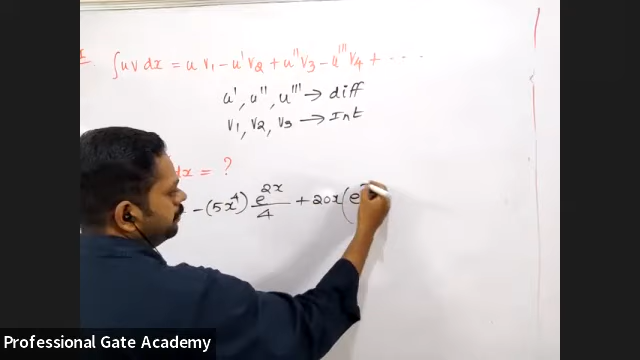 ∫uv dx = u v₁ - u'v₂ + u''v₃ - u'''v₄ + ....
u', u'', u''' → diff
v₁, v₂, v₃ → Int
dx = ?
- (5x⁴) e^2x/4 + 20x (e
Professional Gate Academy